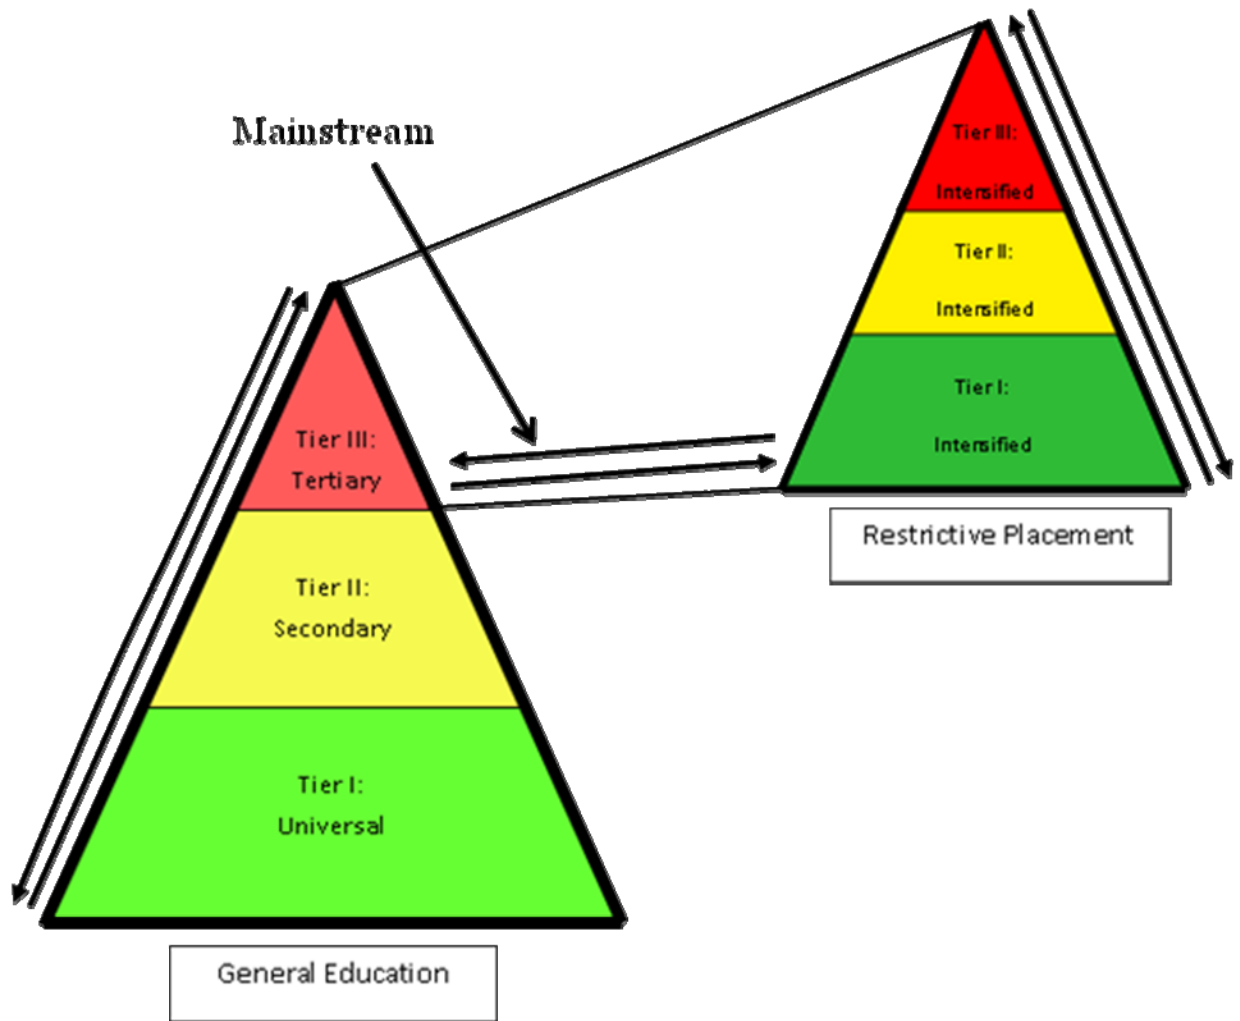 Mainstream
Tier III:
Intensified
Tier II:
Intensified
Tier I:
Intensified
Restrictive Placement
Tier III:
Tertiary
Tier II:
Secondary
Tier I:
Universal
General Education